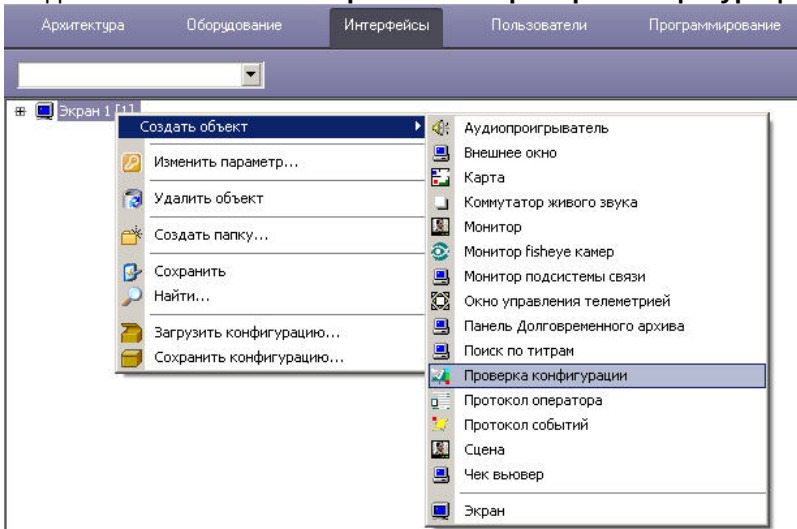 Архитектура Оборудование Интерфейсы Пользователи Программирование
Экран 1 [1]
Создать объект
Изменить параметр...
Удалить объект
Создать папку...
Сохранить
Найти...
Загрузить конфигурацию...
Сохранить конфигурацию...
Аудиопроигрыватель
Внешнее окно
Карта
Коммутатор живого звука
Монитор
Монитор fisheye камер
Монитор подсистемы связи
Окно управления телеметрией
Панель Долговременного архива
Поиск по титрам
Проверка конфигурации
Протокол оператора
Протокол событий
Сцена
Чек вьювер
Экран